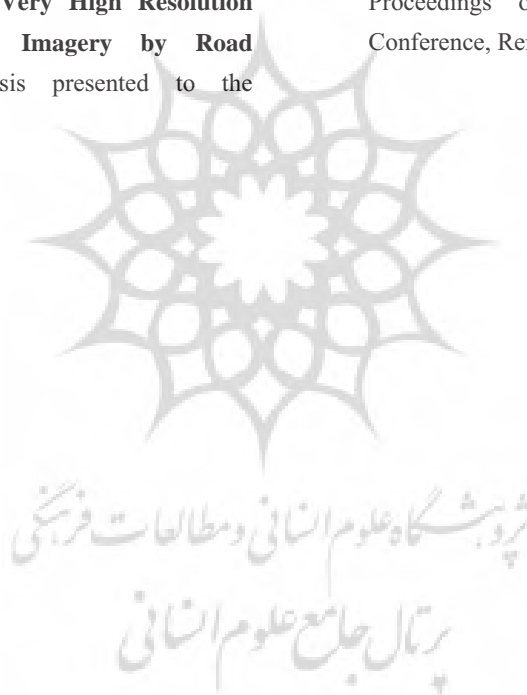 Very High Resolution
Imagery by Road
sis presented to the
Proceedings o
Conference, Re
پژوهشگاه علوم انسانی و مطالعات فرهنگی
پرتال جامع علوم انسانی